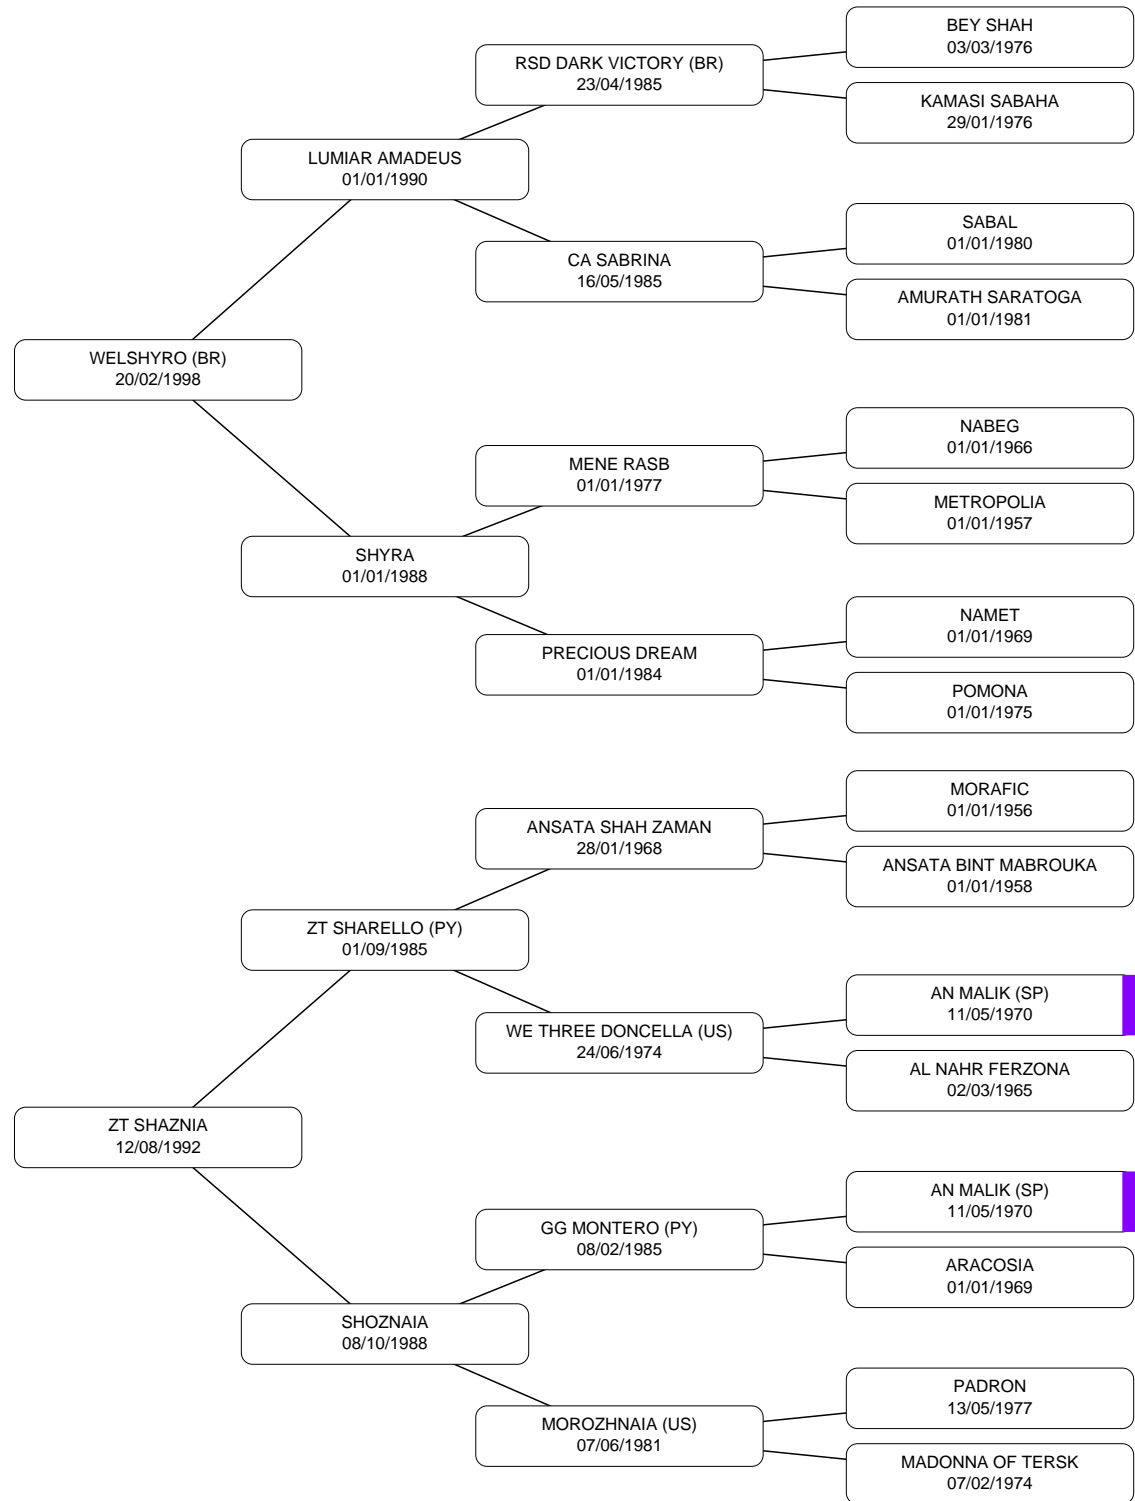 BEY SHAH
03/03/1976
RSD DARK VICTORY (BR)
23/04/1985
KAMASI SABAHA
29/01/1976
LUMIAR AMADEUS
01/01/1990
SABAL
01/01/1980
CA SABRINA
16/05/1985
AMURATH SARATOGA
01/01/1981
WELSHYRO (BR)
20/02/1998
NABEG
01/01/1966
MENE RASB
01/01/1977
METROPOLIA
01/01/1957
SHYRA
01/01/1988
NAMET
01/01/1969
PRECIOUS DREAM
01/01/1984
POMONA
01/01/1975
MORAFIC
01/01/1956
ANSATA SHAH ZAMAN
28/01/1968
ANSATA BINT MABROUKA
01/01/1958
ZT SHARELLO (PY)
01/09/1985
AN MALIK (SP)
11/05/1970
WE THREE DONCELLA (US)
24/06/1974
AL NAHR FERZONA
02/03/1965
ZT SHAZNIA
12/08/1992
AN MALIK (SP)
11/05/1970
GG MONTERO (PY)
08/02/1985
ARACOSIA
01/01/1969
SHOZNAIA
08/10/1988
PADRON
13/05/1977
MOROZHNAIA (US)
07/06/1981
MADONNA OF TERSK
07/02/1974